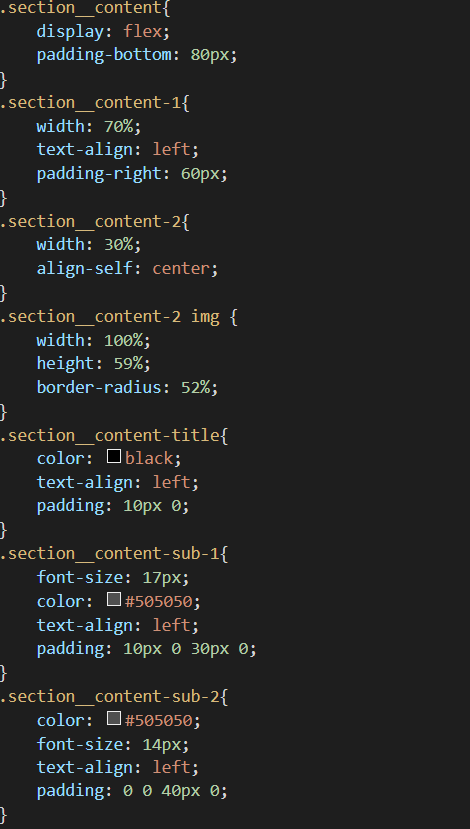 .section__content{
    display: flex;
    padding-bottom: 80px;
}
.section__content-1{
    width: 70%;
    text-align: left;
    padding-right: 60px;
}
.section__content-2{
    width: 30%;
    align-self: center;
}
.section__content-2 img {
    width: 100%;
    height: 59%;
    border-radius: 52%;
}
.section__content-title{
    color: black;
    text-align: left;
    padding: 10px 0;
}
.section__content-sub-1{
    font-size: 17px;
    color: #505050;
    text-align: left;
    padding: 10px 0 30px 0;
}
.section__content-sub-2{
    color: #505050;
    font-size: 14px;
    text-align: left;
    padding: 0 0 40px 0;
}